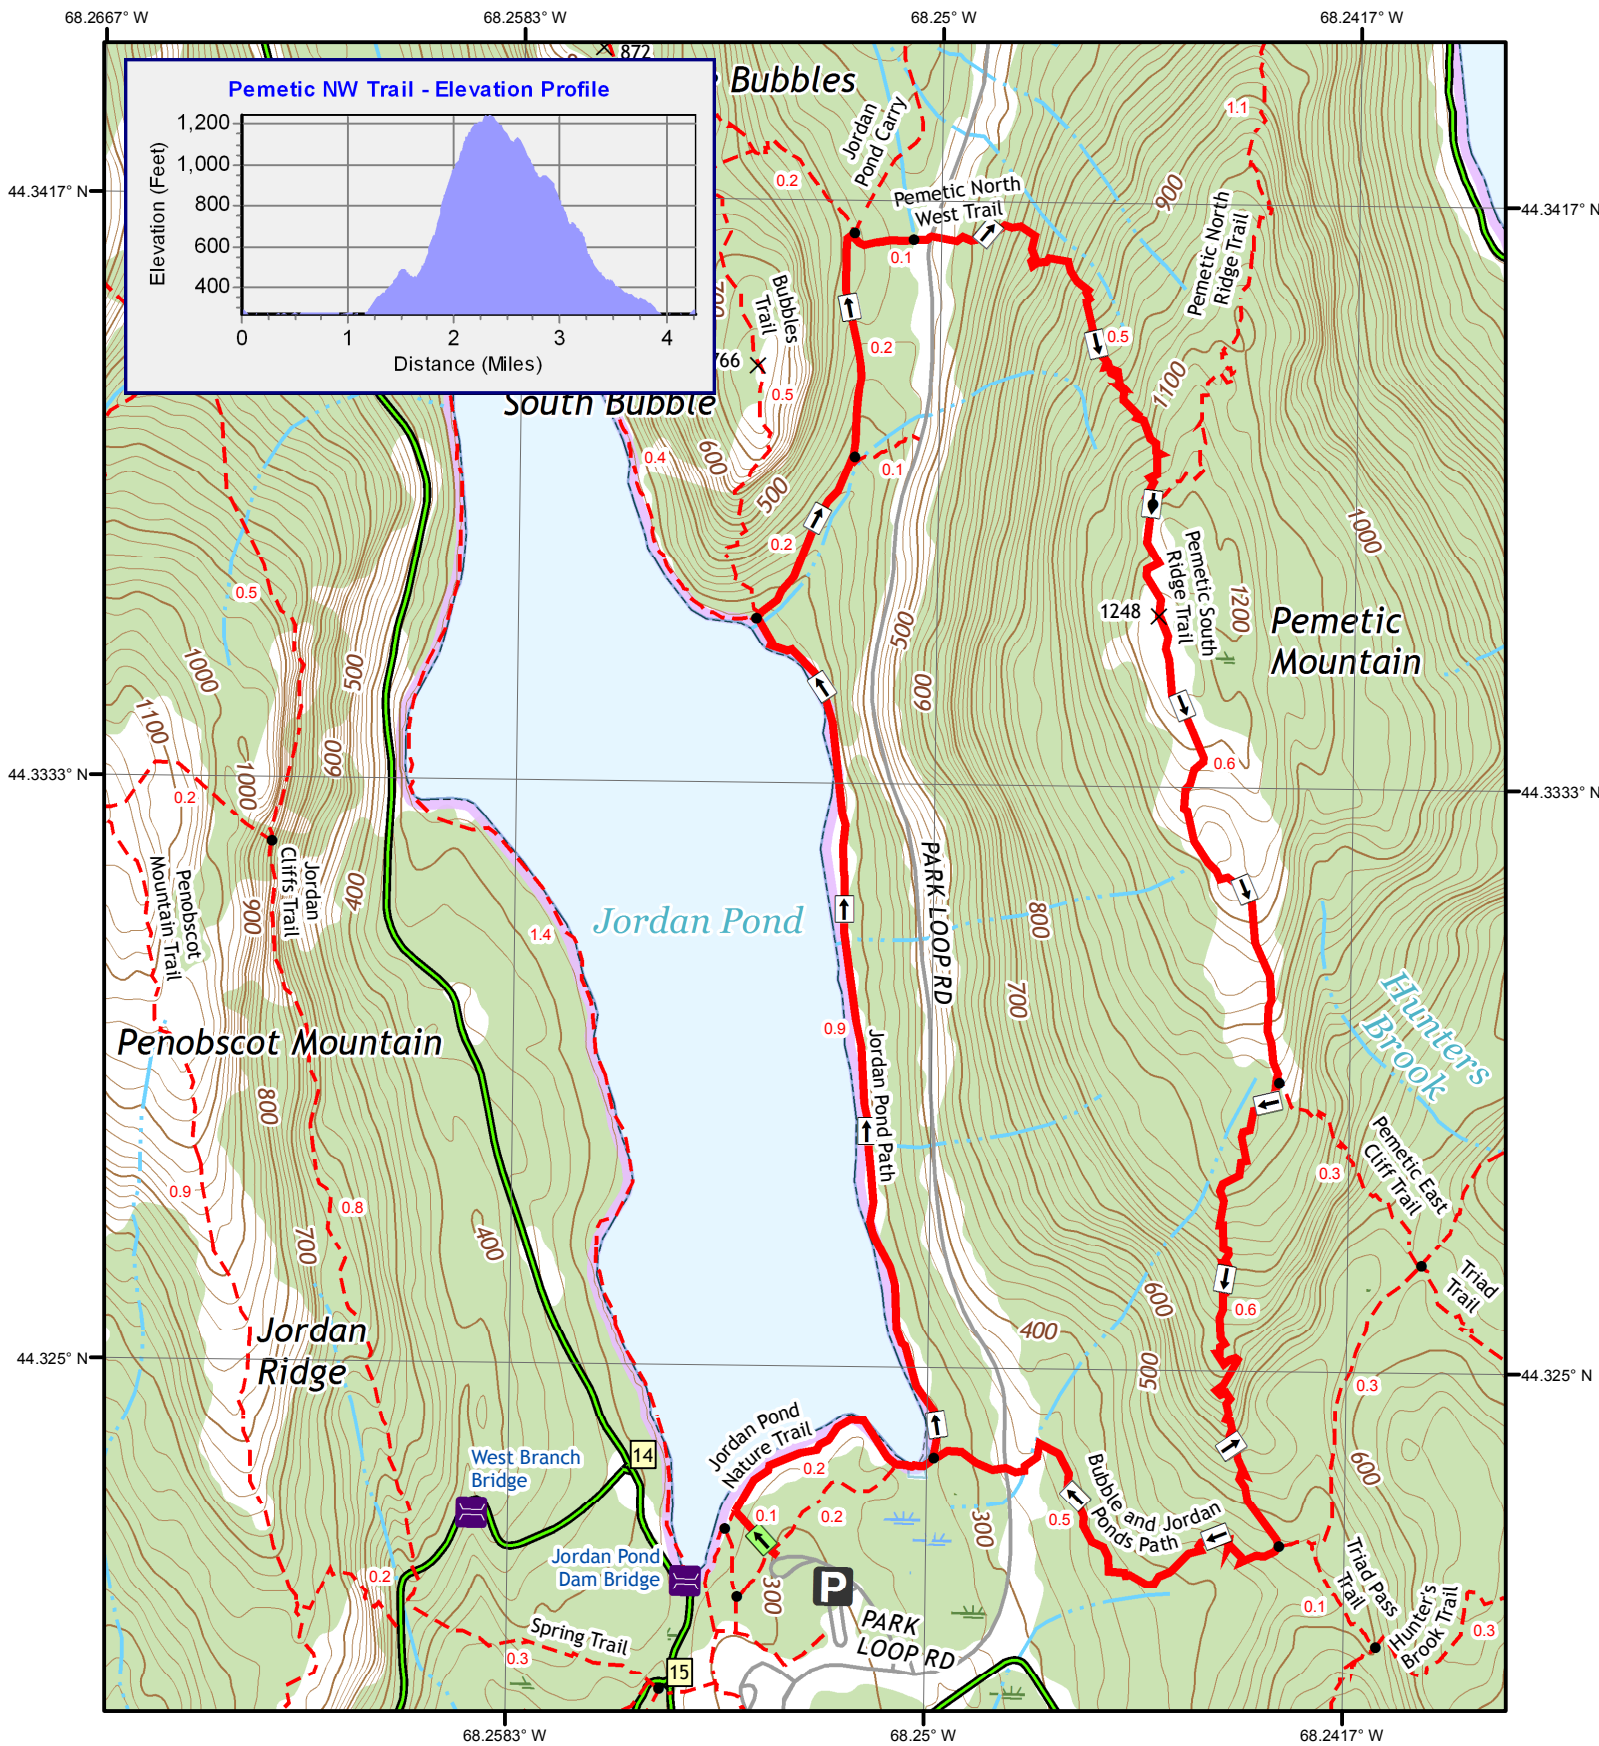 68.2667° W
68.2583° W
68.25° W
68.2417° W
872
Bubbles
Pemetic NW Trail - Elevation Profile
1,200
1,000
800
600
400
Elevation (Feet)
0
1
2
3
4
Distance (Miles)
44.3417° N
44.3417° N
Jordan
Pond Carry
0.2
1.1
Pemetic North
West Trail
0.1
900
Pemetic North
Ridge Trail
Bubbles
Trail
0.2
0.5
766
0.5
1100
South Bubble
0.4
600
500
0.1
0.2
1000
Pemetic South
Ridge Trail
1248
1200
Pemetic
Mountain
0.5
1000
500
1100
600
1000
500
600
44.3333° N
44.3333° N
0.2
0.6
Penobscot
Mountain Trail
Jordan
Cliffs Trail
900
400
PARK LOOP RD
Jordan Pond
1.4
800
700
Hunters
Brook
0.9
Jordan Pond Path
Penobscot Mountain
800
0.9
0.8
700
400
Pemetic East
Cliff Trail
0.3
Triad
Trail
600
0.6
400
500
Jordan
Ridge
44.325° N
44.325° N
0.3
Jordan Pond
Nature Trail
0.2
14
West Branch
Bridge
600
Bubble and Jordan
Ponds Path
0.5
0.1
0.2
300
Jordan Pond
Dam Bridge
0.2
300
P
PARK
LOOP RD
Triad Pass
Trail
0.1
Hunter's
Brook Trail
0.3
Spring Trail
0.3
15
68.2583° W
68.25° W
68.2417° W